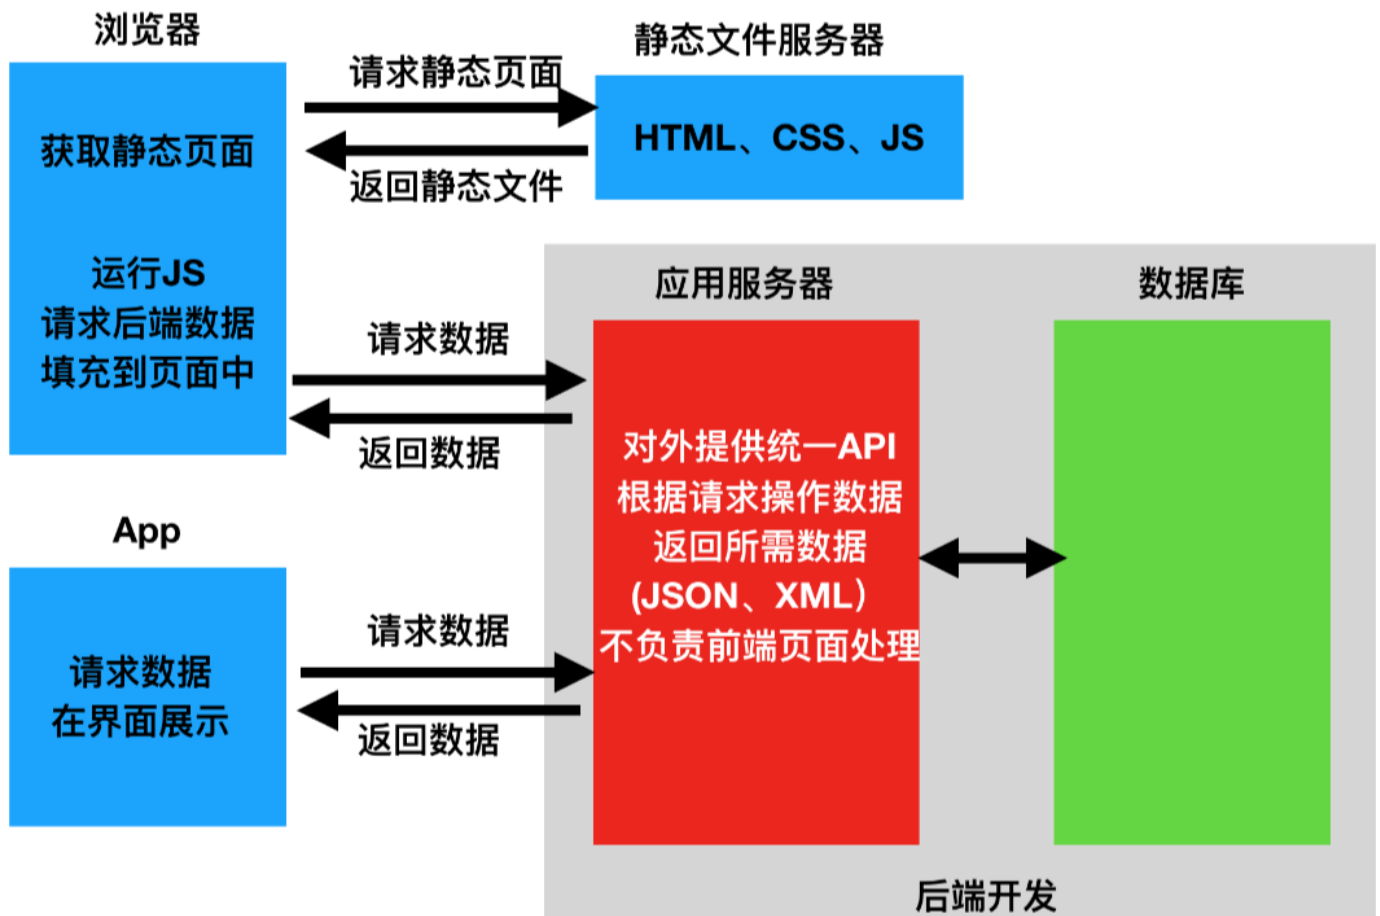 浏览器
静态文件服务器
请求静态页面
HTML、CSS、JS
获取静态页面
返回静态文件
运行JS
请求后端数据
填充到页面中
应用服务器
数据库
请求数据
返回数据
对外提供统一API
根据请求操作数据
返回所需数据
(JSON、XML）
不负责前端页面处理
App
请求数据
在界面展示
请求数据
返回数据
后端开发